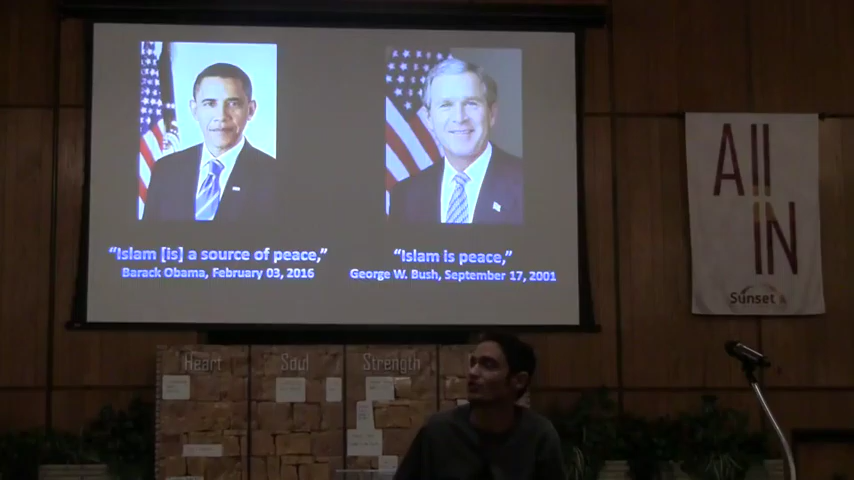 “Islam [is] a source of peace,”
Barack Obama, February 03, 2016
“Islam is peace,”
George W. Bush, September 17, 2001
All
iN
Sunset
Heart
Soul
Strength